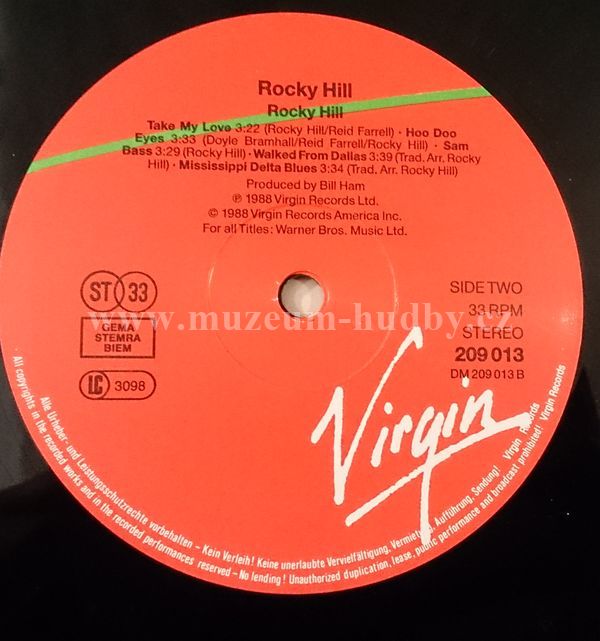 Rocky Hill
Rocky Hill
Take My Love 3:22 (Rocky Hill/Reid Farrell) · Hoo Doo
Eyes 3:33 (Doyle Bramhall/Reid Farrell/Rocky Hill) · Sam
Bass 3:29 (Rocky Hill) · Walked From Dallas 3:39 (Trad. Arr. Rocky
Hill) · Mississippi Delta Blues 3:34 (Trad. Arr. Rocky Hill)
Produced by Bill Ham
℗ 1988 Virgin Records Ltd.
© 1988 Virgin Records America Inc.
For all Titles: Warner Bros. Music Ltd.
ST 33
GEMA
STEMRA
BIEM
LC 3098
SIDE TWO
33 RPM
STEREO
209 013
DM 209 013 B
www.muzeum-hudby.cz
Virgin
Alle Urheber- und Leistungsschutzrechte vorbehalten – Kein Verleih! Keine unerlaubte Vervielfältigung, Vermietung, Aufführung, Sendung! Virgin Records
All copyrights in the recorded works and in the recorded performances reserved – No lending! Unauthorized duplication, lease, public performance and broadcast prohibited! Virgin Records